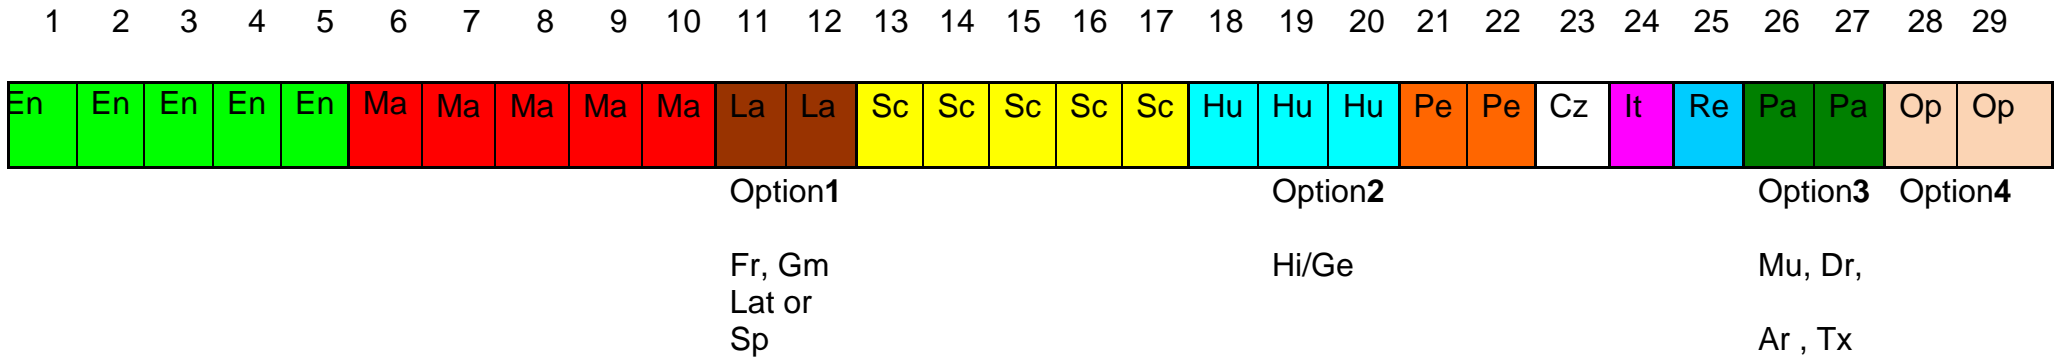 1 2 3 4 5 6 7 8 9 10 11 12 13 14 15 16 17 18 19 20 21 22 23 24 25 26 27 28 29
En En En En En Ma Ma Ma Ma Ma La La Sc Sc Sc Sc Sc Hu Hu Hu Pe Pe Cz It Re Pa Pa Op Op
Option1 Option2 Option3 Option4
Fr, Gm Hi/Ge Mu, Dr,
Lat or
Sp Ar , Tx